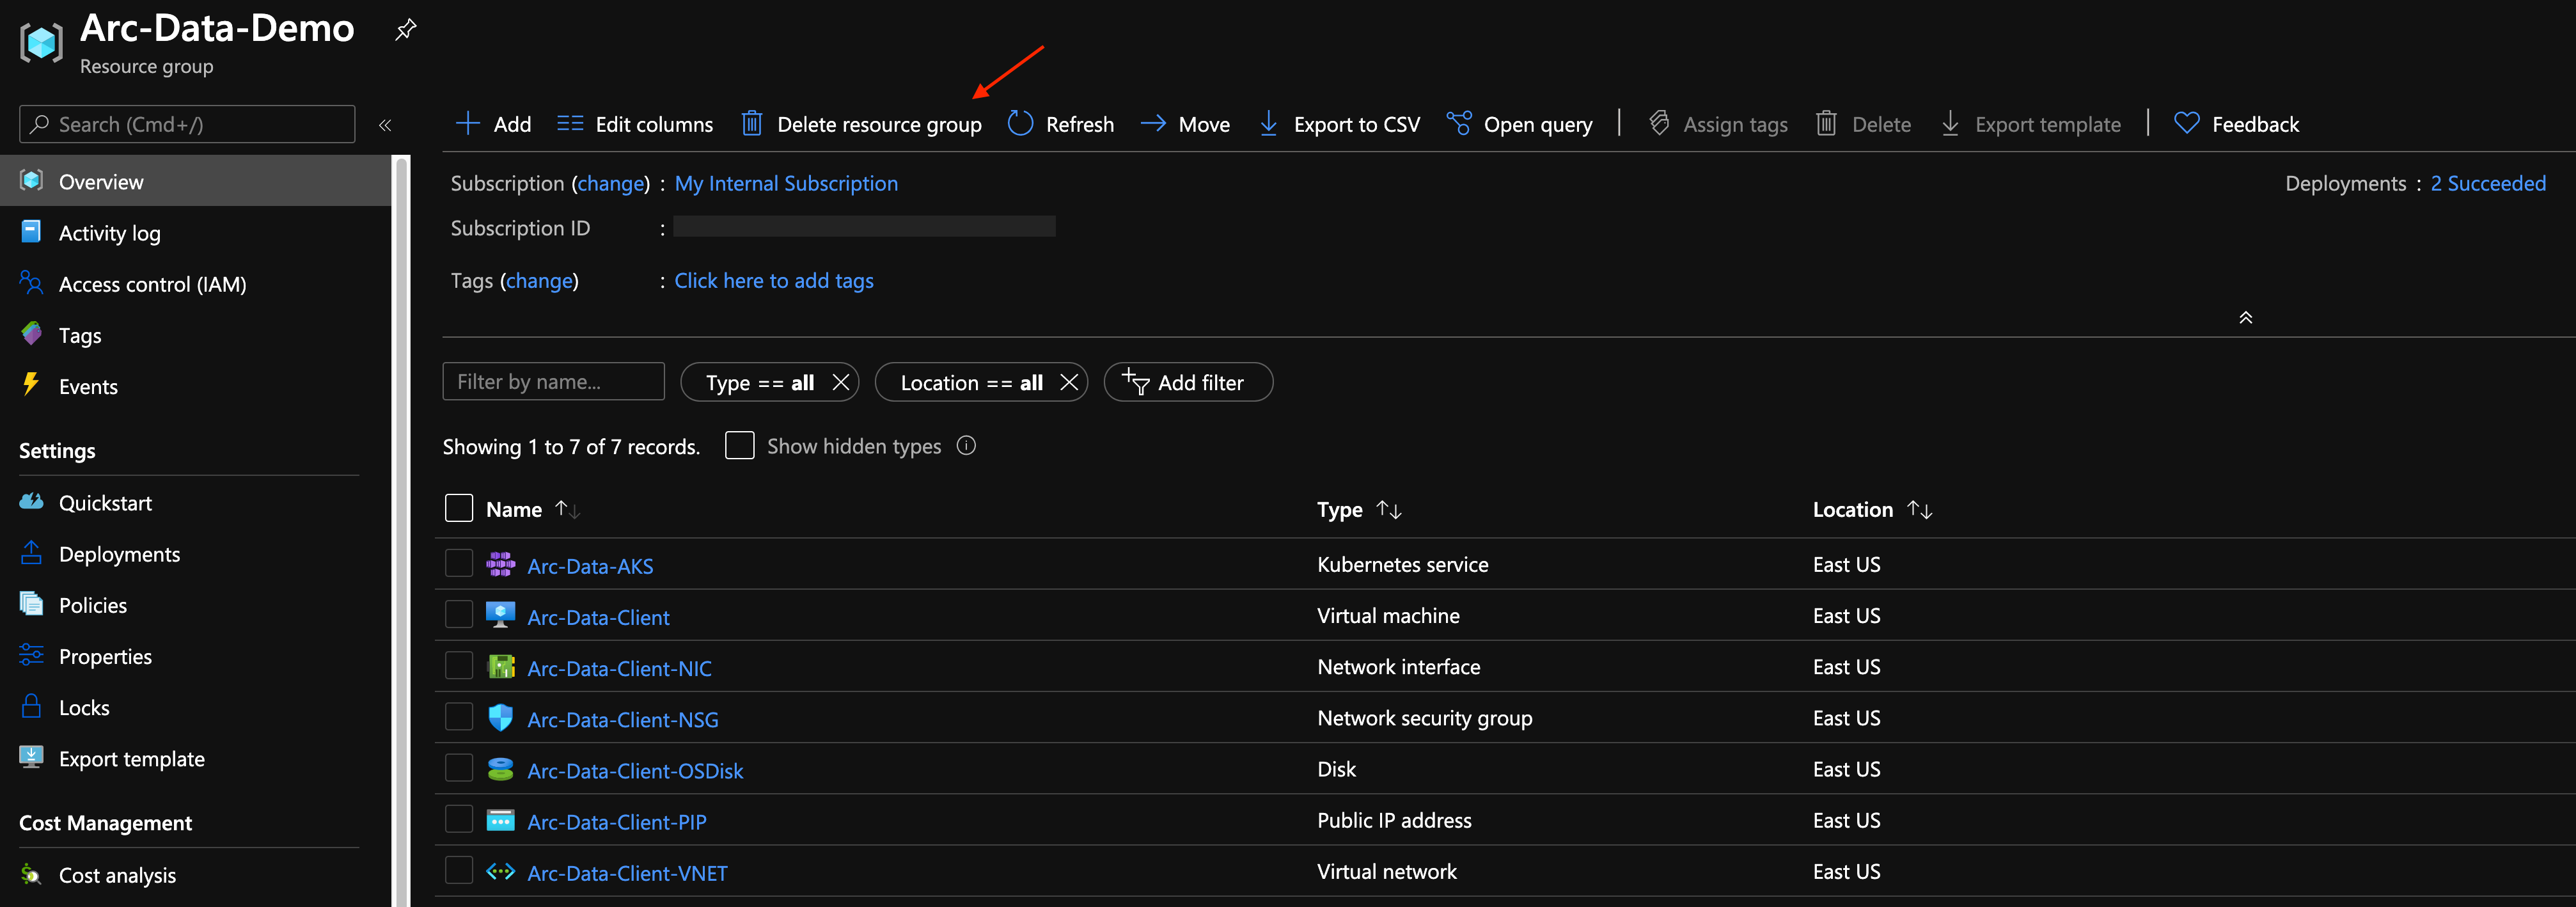 Arc-Data-Demo
Resource group
Search (Cmd+/)
«
Add
Edit columns
Delete resource group
Refresh
Move
Export to CSV
Open query
Assign tags
Delete
Export template
Feedback
Overview
Activity log
Access control (IAM)
Tags
Events
Settings
Quickstart
Deployments
Policies
Properties
Locks
Export template
Cost Management
Cost analysis
Subscription (change) : My Internal Subscription
Deployments : 2 Succeeded
Subscription ID :
Tags (change) : Click here to add tags
Filter by name...
Type == all
Location == all
Add filter
Showing 1 to 7 of 7 records.
Show hidden types
Name Type Location
Arc-Data-AKS Kubernetes service East US
Arc-Data-Client Virtual machine East US
Arc-Data-Client-NIC Network interface East US
Arc-Data-Client-NSG Network security group East US
Arc-Data-Client-OSDisk Disk East US
Arc-Data-Client-PIP Public IP address East US
Arc-Data-Client-VNET Virtual network East US